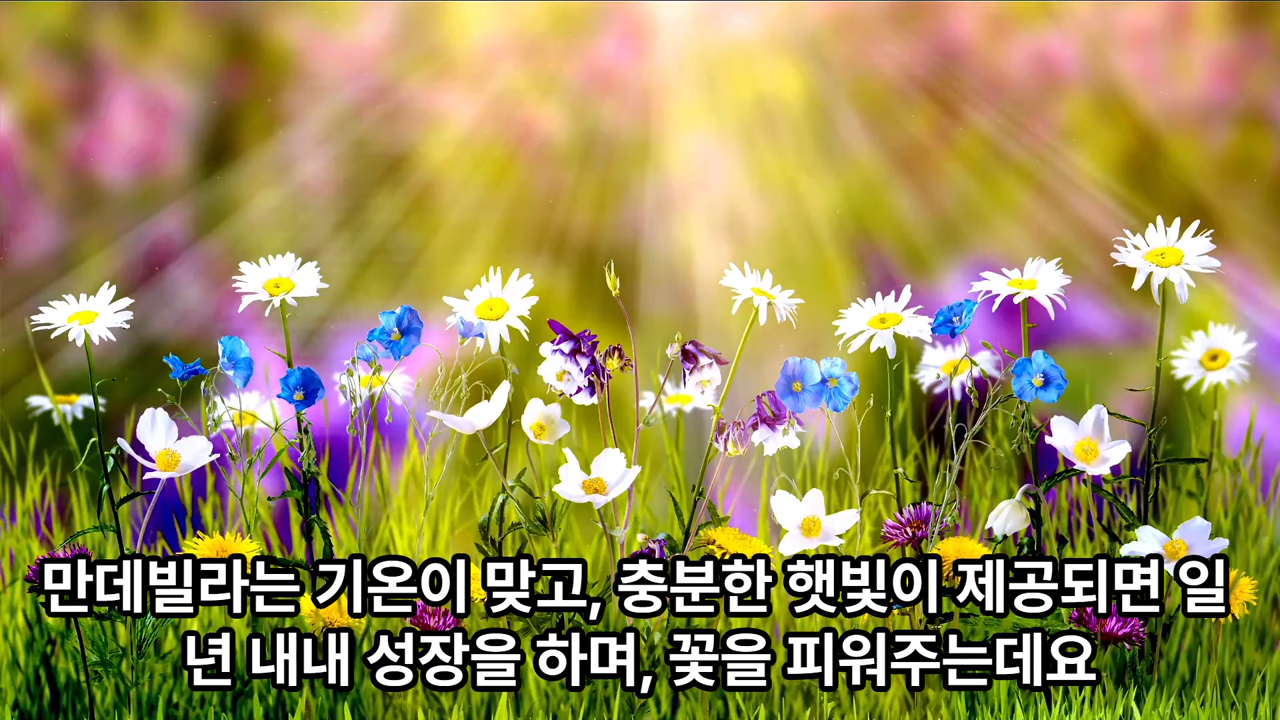 만데빌라는 기온이 맞고, 충분한 햇빛이 제공되면 일
년 내내 성장을 하며, 꽃을 피워주는데요